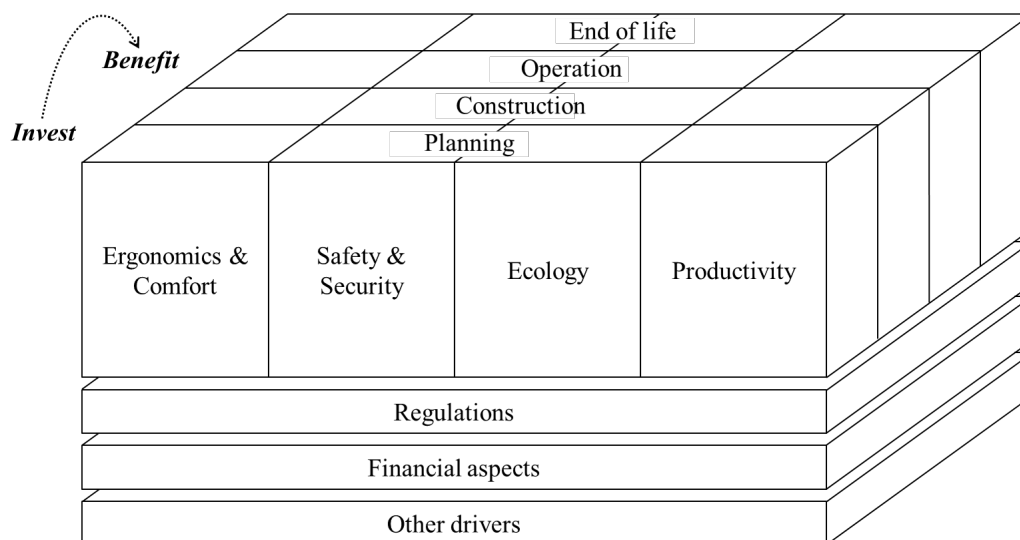 End of life
Benefit
Operation
Construction
Invest
Planning
Ergonomics &
Comfort
Safety &
Security
Ecology
Productivity
Regulations
Financial aspects
Other drivers